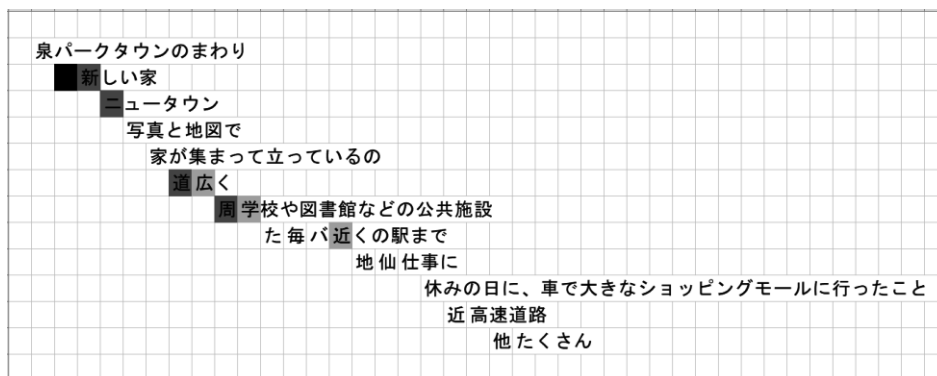 泉パークタウンのまわり
新しい家
ニュータウン
写真と地図で
家が集まって立っているの
道 広く
周 学校や図書館などの公共施設
た 毎 バ 近くの駅まで
地 仙 仕事に
休みの日に、車で大きなショッピングモールに行ったこと
近 高速道路
他 たくさん